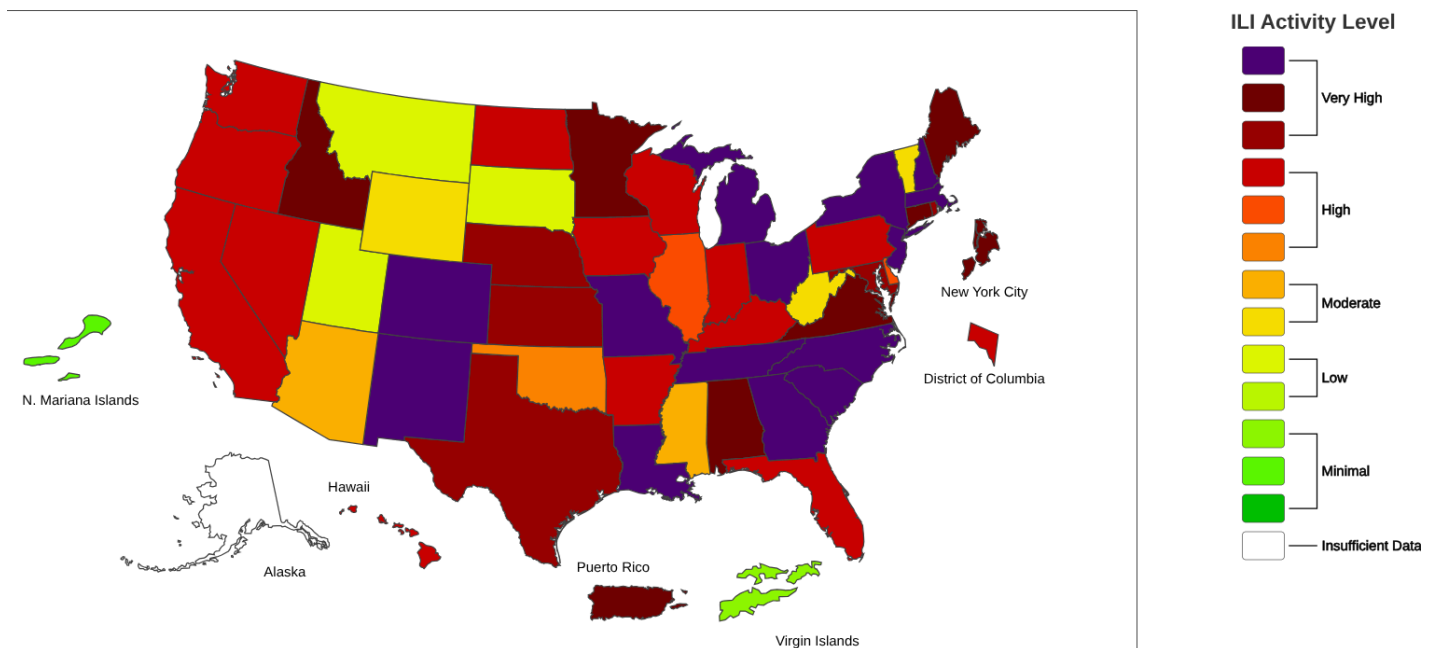 ILI Activity Level
Very High
High
Moderate
Low
Minimal
Insufficient Data
New York City
District of Columbia
N. Mariana Islands
Hawaii
Alaska
Puerto Rico
Virgin Islands